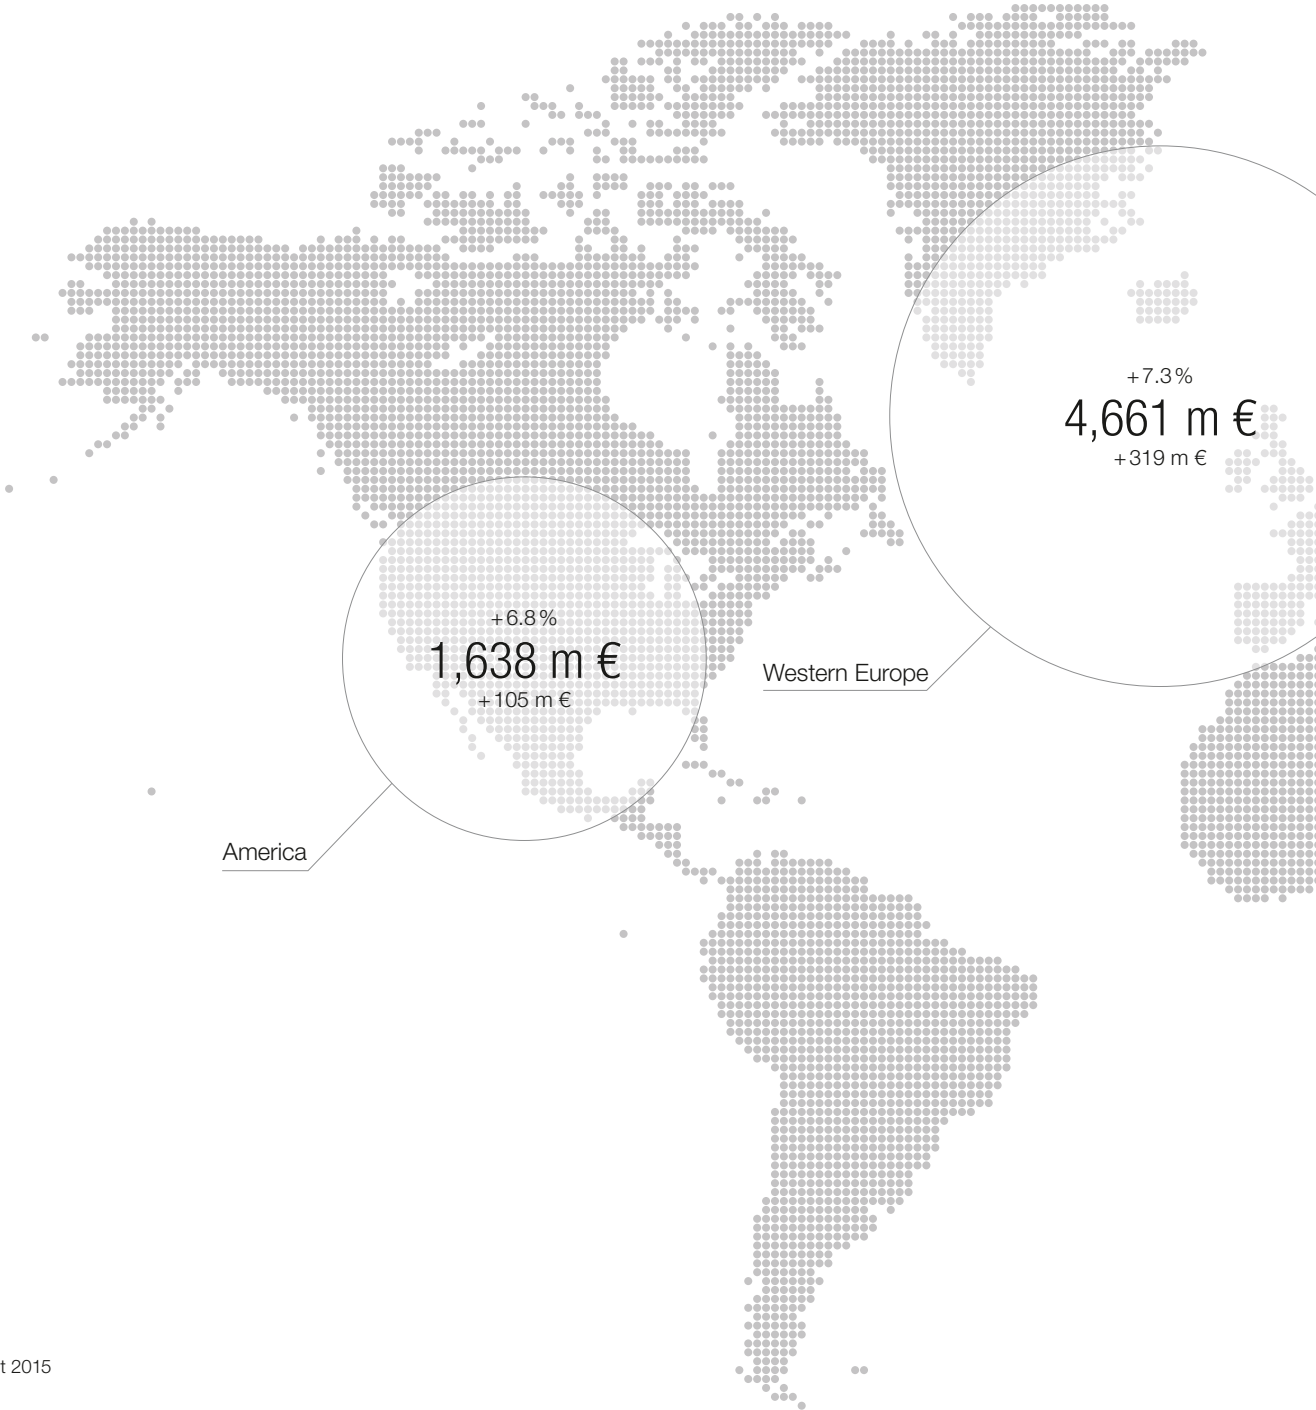 +7.3%
4,661 m €
+319 m €
+6.8%
1,638 m €
+105 m €
Western Europe
America
t 2015